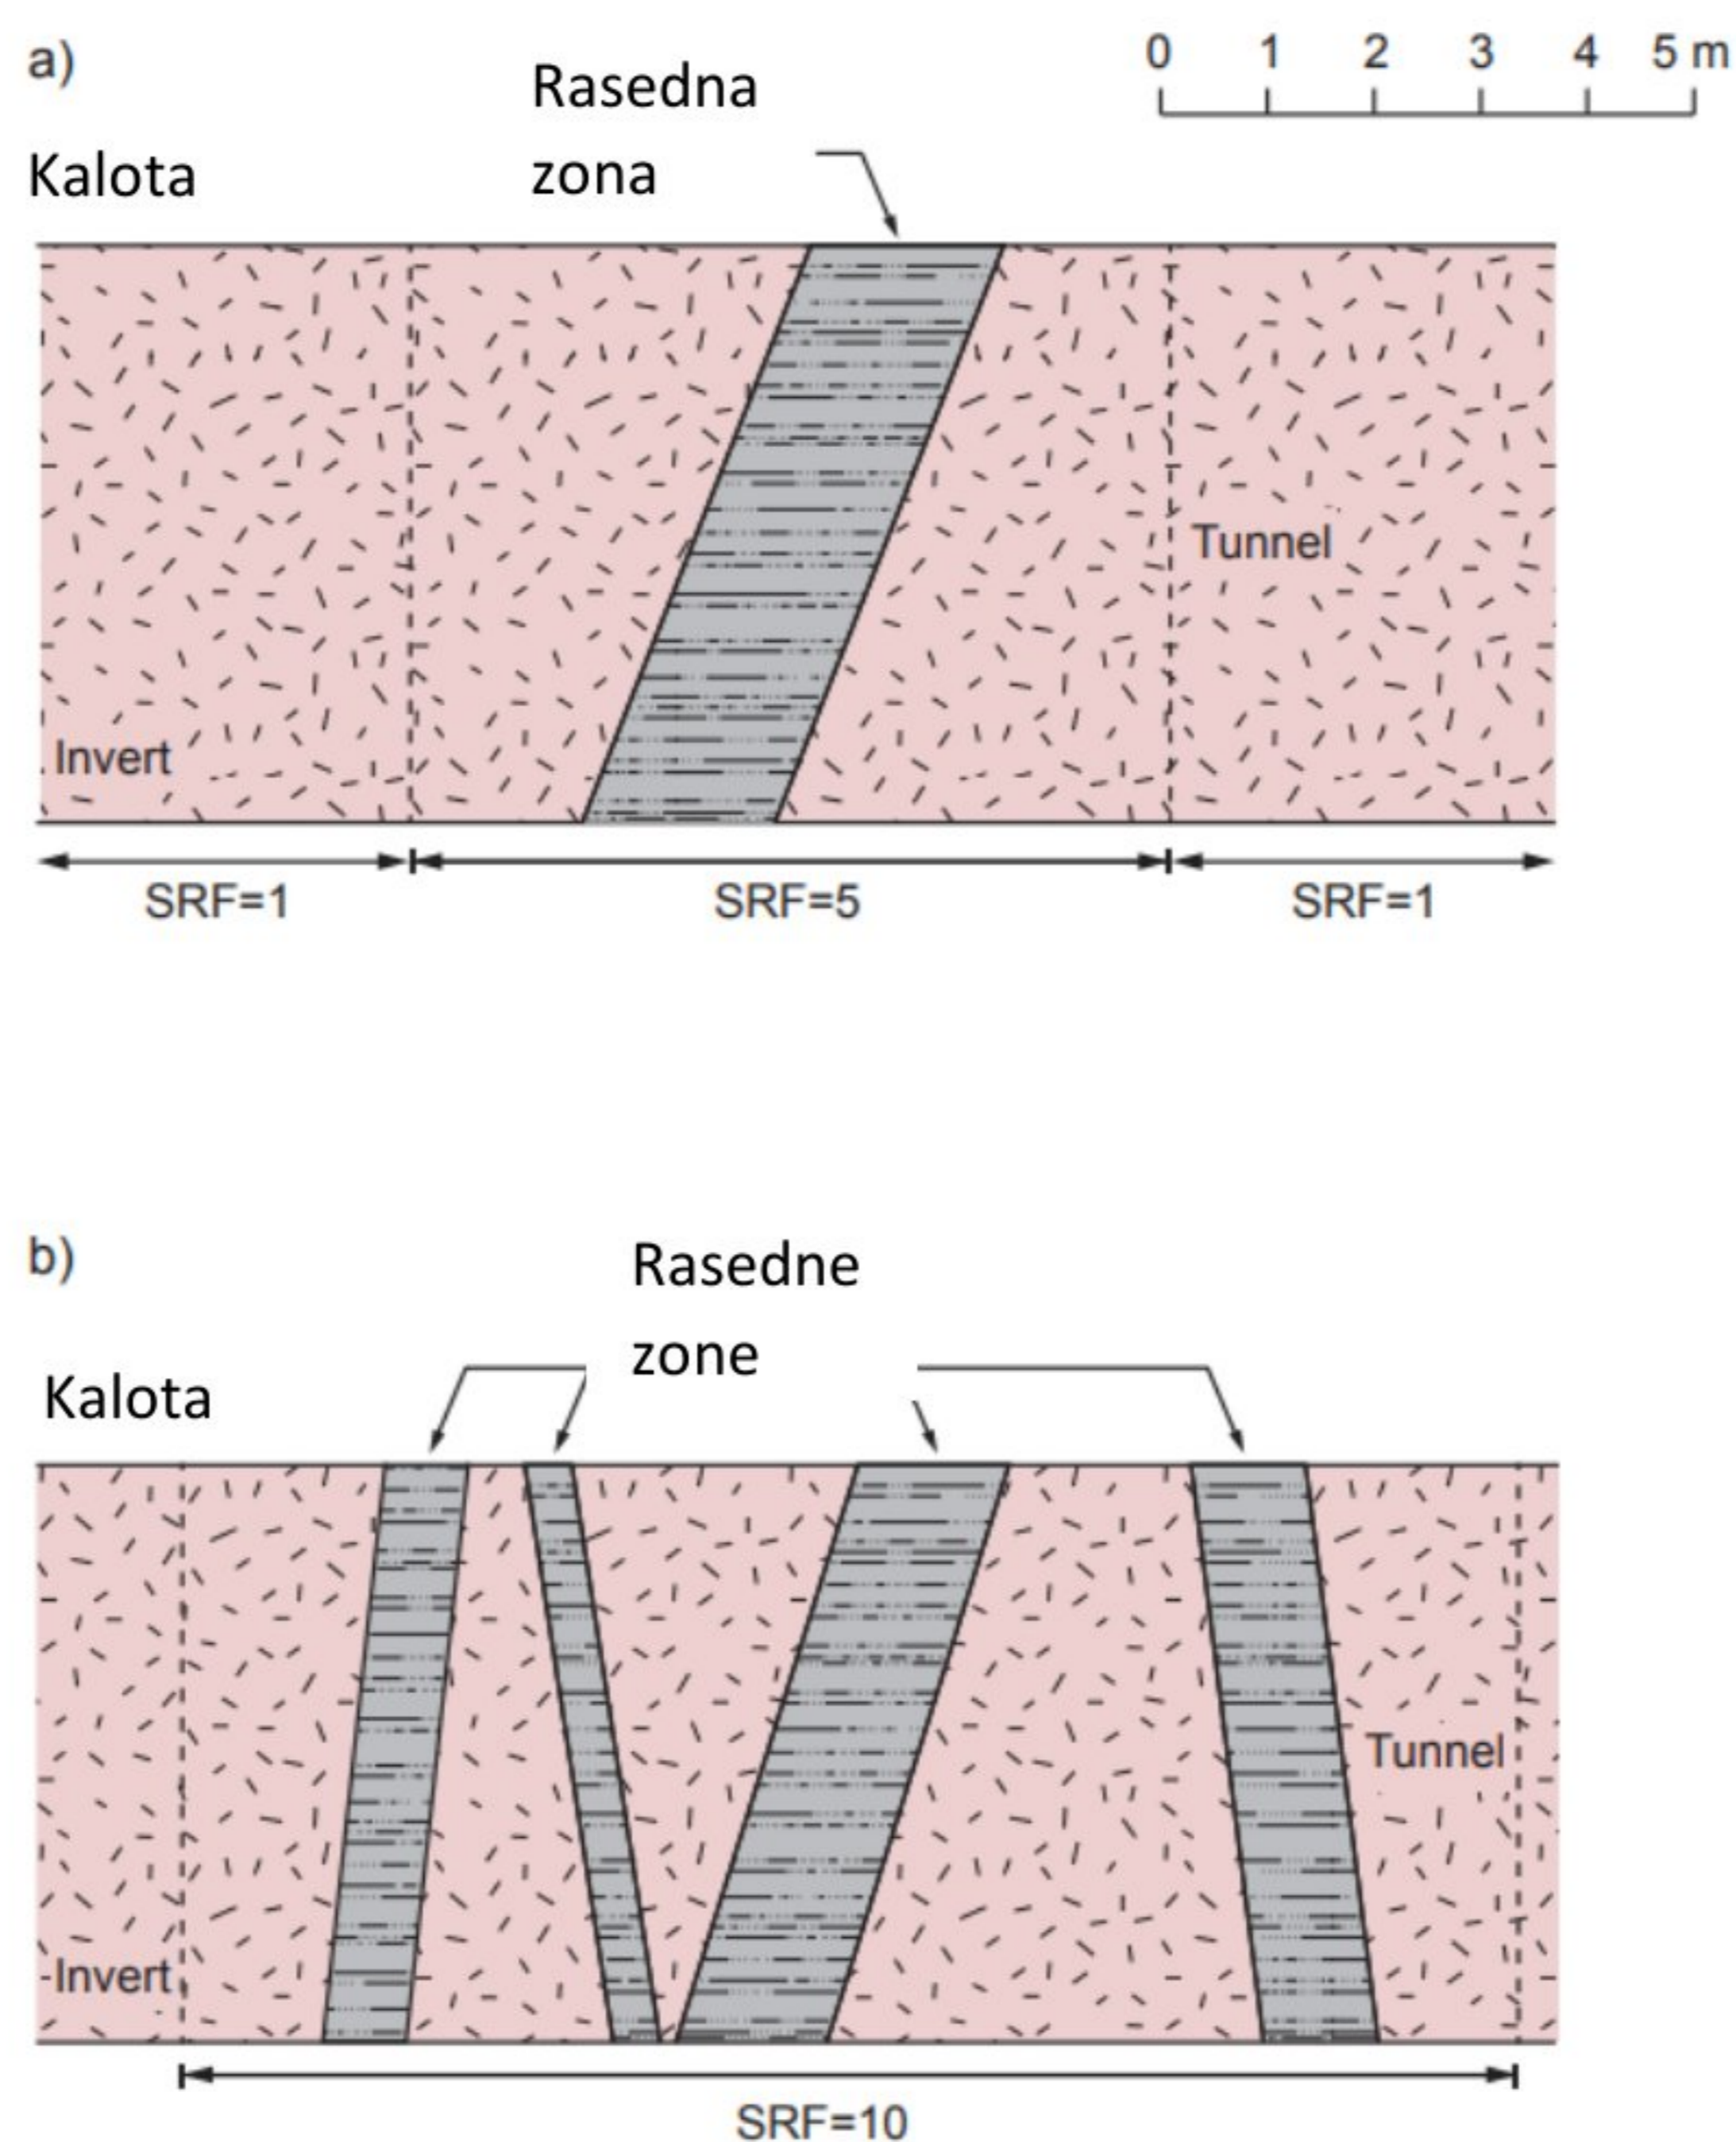 a)
0 1 2 3 4 5 m
Rasedna
zona
Kalota
Tunnel
Invert
SRF=1 SRF=5 SRF=1
b)
Rasedne
zone
Kalota
Tunnel
Invert
SRF=10